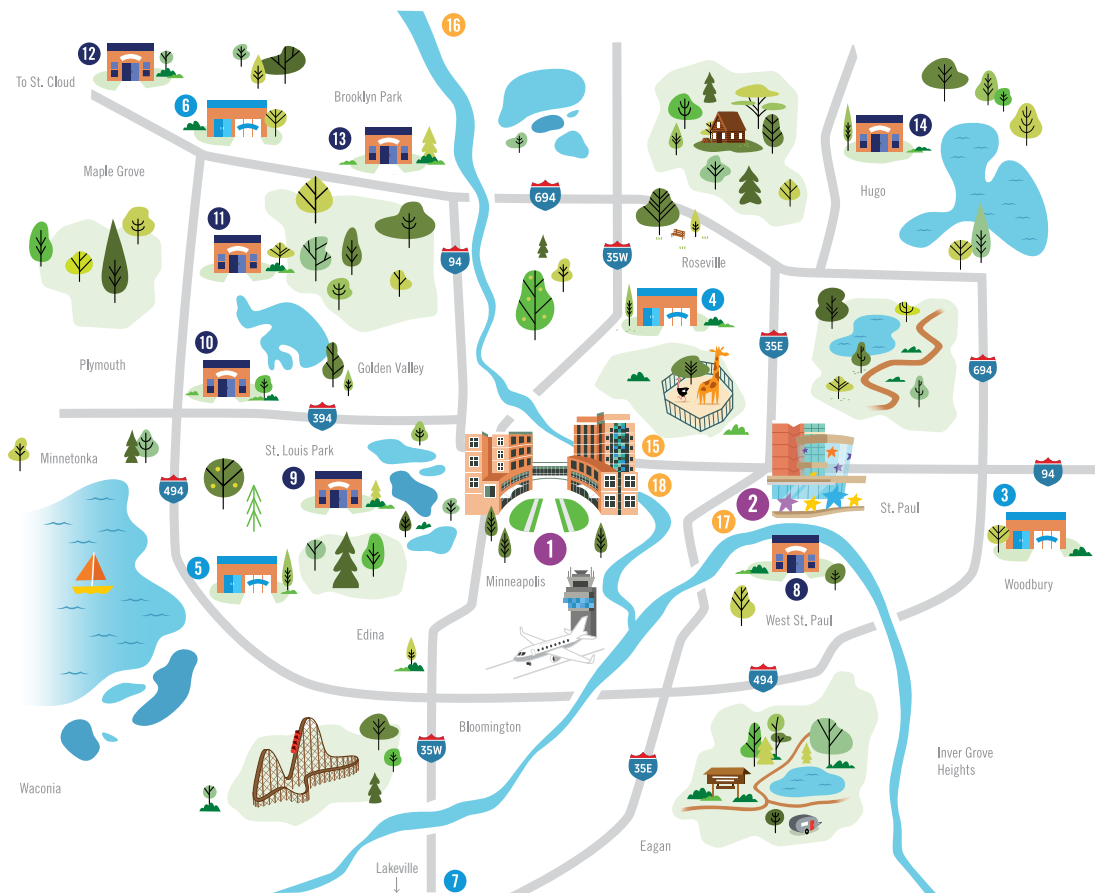 16
12
To St. Cloud
6
Brooklyn Park
13
14
Maple Grove
Hugo
694
11
94
35W
Roseville
4
10
35E
Plymouth
Golden Valley
694
394
St. Louis Park
15
Minnetonka
9
94
494
18
2
3
17
St. Paul
1
5
Minneapolis
8
Woodbury
West St. Paul
Edina
494
Bloomington
35W
35E
Inver Grove
Heights
Waconia
Eagan
Lakeville
7